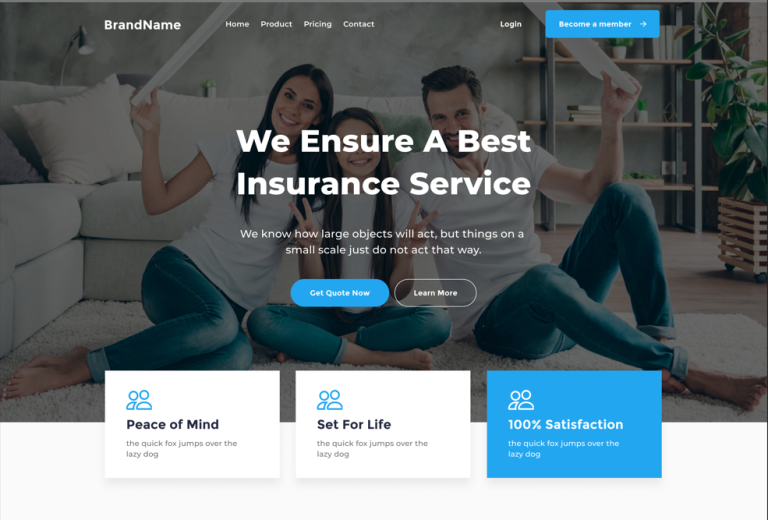 BrandName
Home
Product
Pricing
Contact
Login
Become a member
We Ensure A Best
Insurance Service
We know how large objects will act, but things on a
small scale just do not act that way.
Get Quote Now
Learn More
Peace of Mind
the quick fox jumps over the
lazy dog
Set For Life
the quick fox jumps over the
lazy dog
100% Satisfaction
the quick fox jumps over the
lazy dog